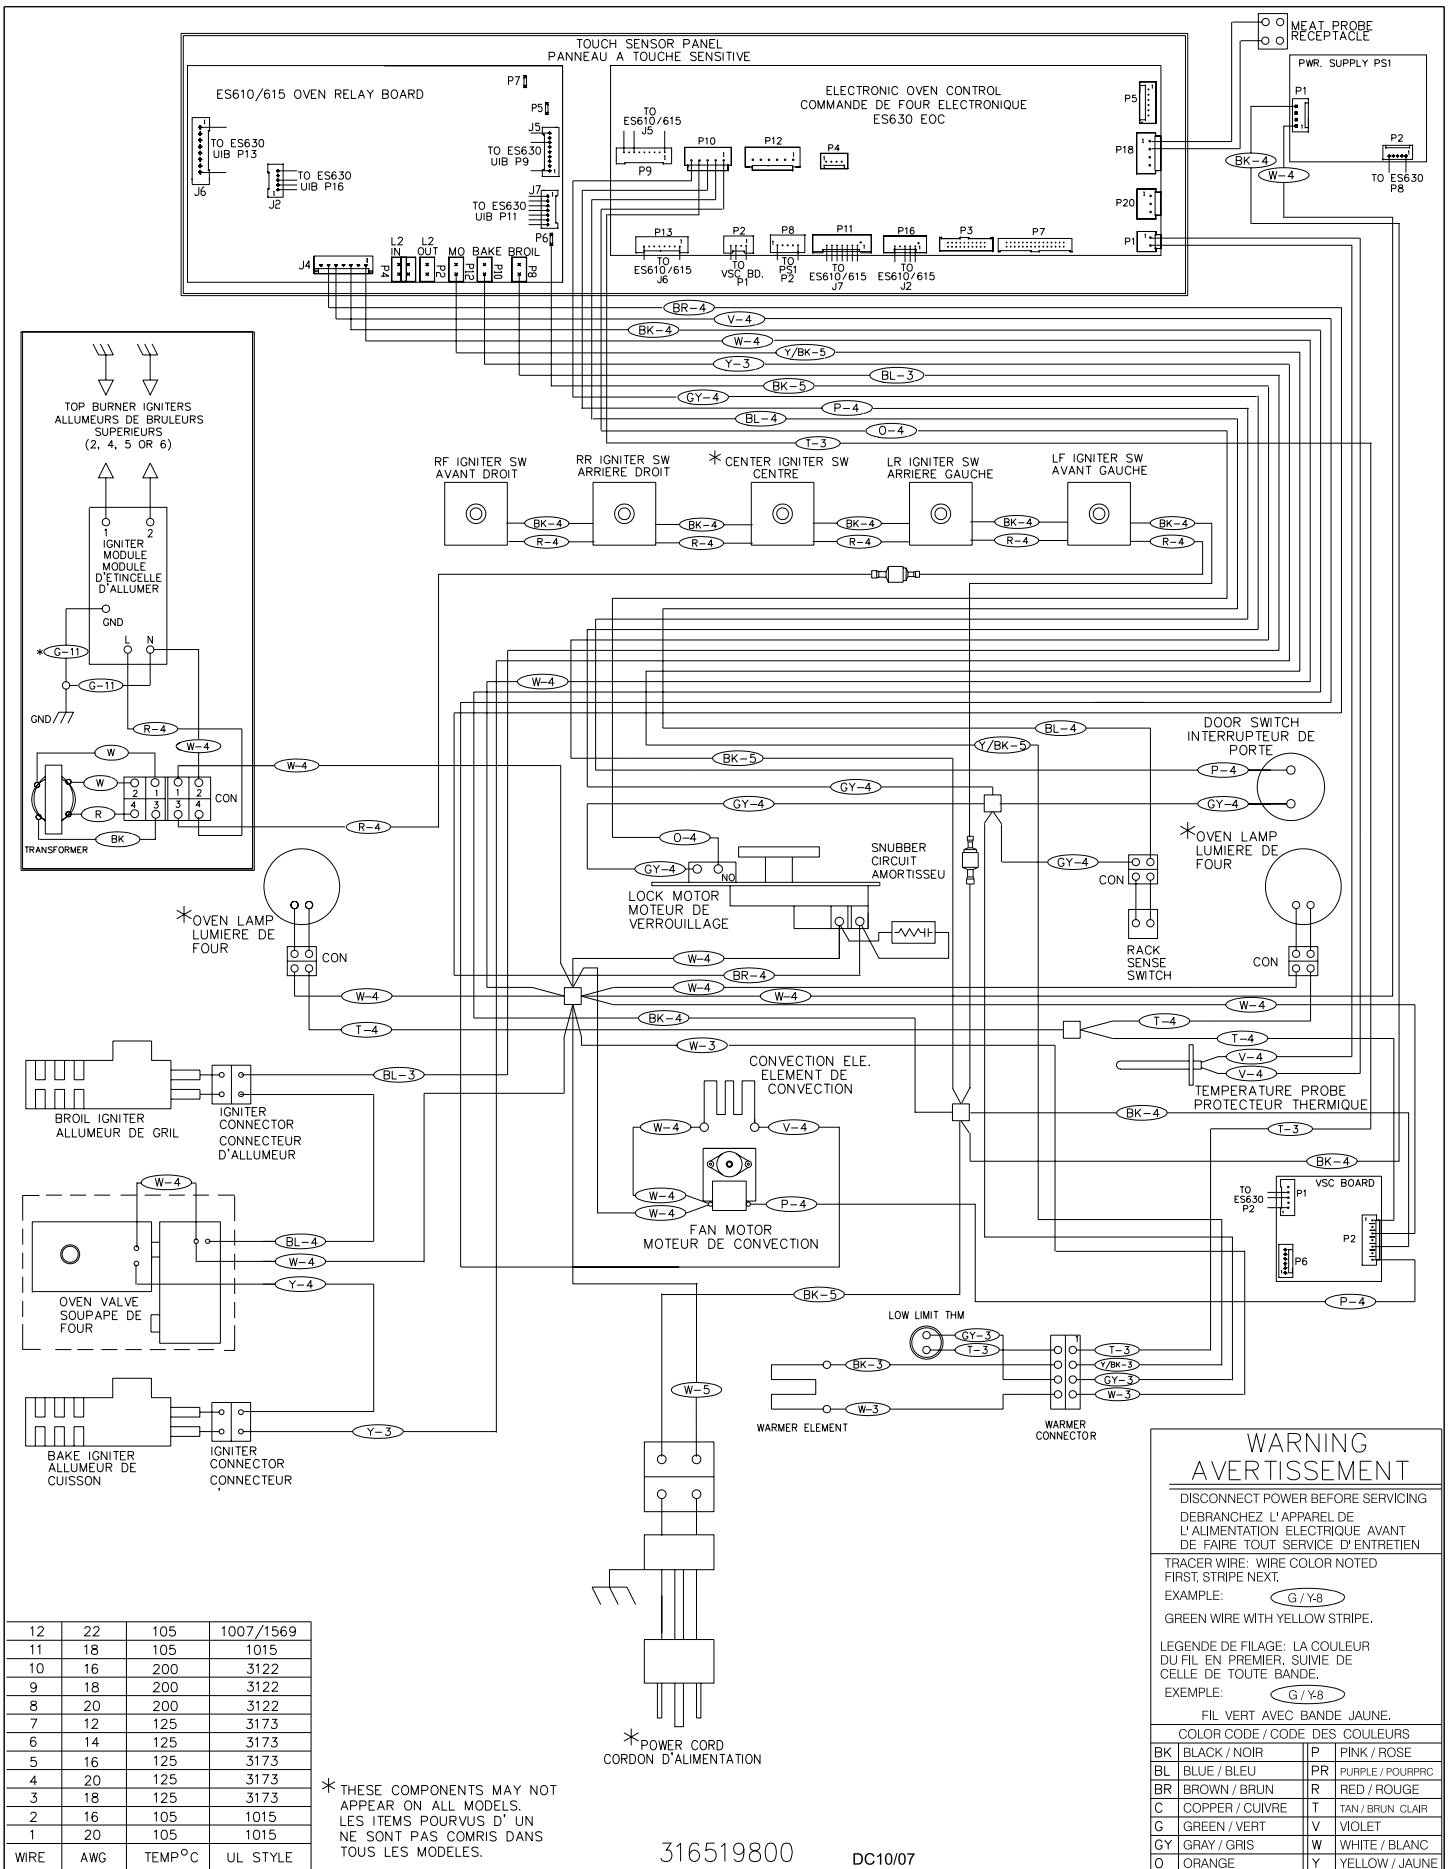 MEAT PROBE
RECEPTACLE
PWR. SUPPLY PS1
P1
P2
TO ES630
P8
BK-4
W-4
TOUCH SENSOR PANEL
PANNEAU A TOUCHE SENSITIVE
ES610/615 OVEN RELAY BOARD
P7
P5
J5
TO ES630
UIB P13
J6
TO ES630
UIB P16
J2
TO ES630
UIB P9
J7
TO ES630
UIB P11
P6
L2
IN
L2
OUT
MO
BAKE
BROIL
J4
P4
P2
P12
P10
P8
ELECTRONIC OVEN CONTROL
COMMANDE DE FOUR ELECTRONIQUE
ES630 EOC
TO
ES610/615
J5
P9
P10
P12
P4
P5
P18
P20
P1
P13
TO
ES610/615
J6
P2
TO
VSC BD.
P1
P8
TO
PS1
P2
P11
TO
ES610/615
J7
P16
TO
ES610/615
J2
P3
P7
BR-4
V-4
BK-4
W-4
Y/BK-5
Y-3
BL-3
BK-5
GY-4
P-4
BL-4
O-4
T-3
TOP BURNER IGNITERS
ALLUMEURS DE BRULEURS
SUPERIEURS
(2, 4, 5 OR 6)
1
2
IGNITER
MODULE
MODULE
D'ETINCELLE
D'ALLUMER
GND
L
N
*G-11
G-11
GND
R-4
W-4
W
W
R
BK
2 1 1 2
4 3 3 4
CON
TRANSFORMER
RF IGNITER SW
AVANT DROIT
RR IGNITER SW
ARRIERE DROIT
*CENTER IGNITER SW
CENTRE
LR IGNITER SW
ARRIERE GAUCHE
LF IGNITER SW
AVANT GAUCHE
BK-4
BK-4
BK-4
BK-4
BK-4
R-4
R-4
R-4
R-4
R-4
W-4
BL-4
DOOR SWITCH
INTERRUPTEUR DE
PORTE
Y/BK-5
BK-5
W-4
P-4
GY-4
GY-4
GY-4
R-4
O-4
*OVEN LAMP
LUMIERE DE
FOUR
SNUBBER
CIRCUIT
AMORTISSEU
GY-4
NO
GY-4
CON
LOCK MOTOR
MOTEUR DE
VERROUILLAGE
*OVEN LAMP
LUMIERE DE
FOUR
CON
RACK
SENSE
SWITCH
CON
W-4
BR-4
W-4
W-4
W-4
W-4
BK-4
T-4
T-4
W-3
T-4
V-4
V-4
TEMPERATURE PROBE
PROTECTEUR THERMIQUE
CONVECTION ELE.
ELEMENT DE
CONVECTION
BL-3
BROIL IGNITER
ALLUMEUR DE GRIL
IGNITER
CONNECTOR
CONNECTEUR
D'ALLUMEUR
W-4
V-4
BK-4
T-3
BK-4
W-4
W-4
W-4
P-4
FAN MOTOR
MOTEUR DE CONVECTION
VSC BOARD
TO
ES630
P2
P1
P2
P6
P-4
BL-4
W-4
Y-4
OVEN VALVE
SOUPAPE DE
FOUR
BK-5
LOW LIMIT THM
GY-3
T-3
1
T-3
BK-3
Y/BK-3
GY-3
W-3
W-3
WARMER ELEMENT
WARMER
CONNECTOR
W-5
Y-3
BAKE IGNITER
ALLUMEUR DE
CUISSON
IGNITER
CONNECTOR
CONNECTEUR
'
*POWER CORD
CORDON D'ALIMENTATION
WARNING
AVERTISSEMENT
DISCONNECT POWER BEFORE SERVICING
DEBRANCHEZ L'APPAREL DE
L'ALIMENTATION ELECTRIQUE AVANT
DE FAIRE TOUT SERVICE D'ENTRETIEN
TRACER WIRE: WIRE COLOR NOTED
FIRST, STRIPE NEXT.
EXAMPLE: G/Y-8
GREEN WIRE WITH YELLOW STRIPE.
LEGENDE DE FILAGE: LA COULEUR
DU FIL EN PREMIER, SUIVIE DE
CELLE DE TOUTE BANDE.
EXEMPLE: G/Y-8
FIL VERT AVEC BANDE JAUNE.
COLOR CODE / CODE DES COULEURS
BK BLACK / NOIR P PINK / ROSE
BL BLUE / BLEU PR PURPLE / POURPRC
BR BROWN / BRUN R RED / ROUGE
C COPPER / CUIVRE T TAN / BRUN CLAIR
G GREEN / VERT V VIOLET
GY GRAY / GRIS W WHITE / BLANC
O ORANGE Y YELLOW / JAUNE
12 22 105 1007/1569
11 18 105 1015
10 16 200 3122
9 18 200 3122
8 20 200 3122
7 12 125 3173
6 14 125 3173
5 16 125 3173
4 20 125 3173
3 18 125 3173
2 16 105 1015
1 20 105 1015
WIRE AWG TEMP°C UL STYLE
* THESE COMPONENTS MAY NOT
APPEAR ON ALL MODELS.
LES ITEMS POURVUS D' UN
NE SONT PAS COMRIS DANS
TOUS LES MODELES.
316519800
DC10/07